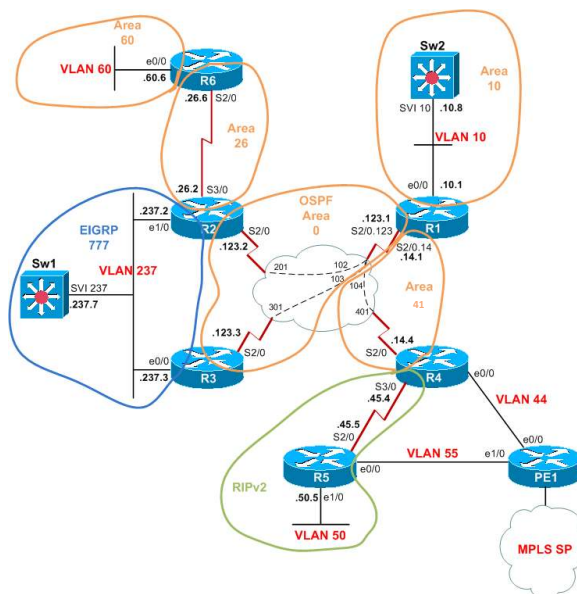 Area
60
e0/0
VLAN 60
.60.6
R6
.26.6
S2/0
Area
26
.26.2
S3/0
Sw2
Area
10
SVI 10
.10.8
VLAN 10
e0/0
.10.1
R1
OSPF
Area
0
.123.1
S2/0.123
S2/0.14
.14.1
.237.2
e1/0
R2
S2/0
.123.2
EIGRP
777
Sw1
VLAN 237
SVI 237
.237.7
201
102
103
104
301
401
Area
41
.123.3
S2/0
e0/0
.237.3
R3
.14.4
S2/0
R4
S3/0
.45.4
e0/0
VLAN 44
.45.5
S2/0
VLAN 55
e0/0
e1/0
e0/0
R5
PE1
RIPv2
.50.5
e1/0
VLAN 50
MPLS SP